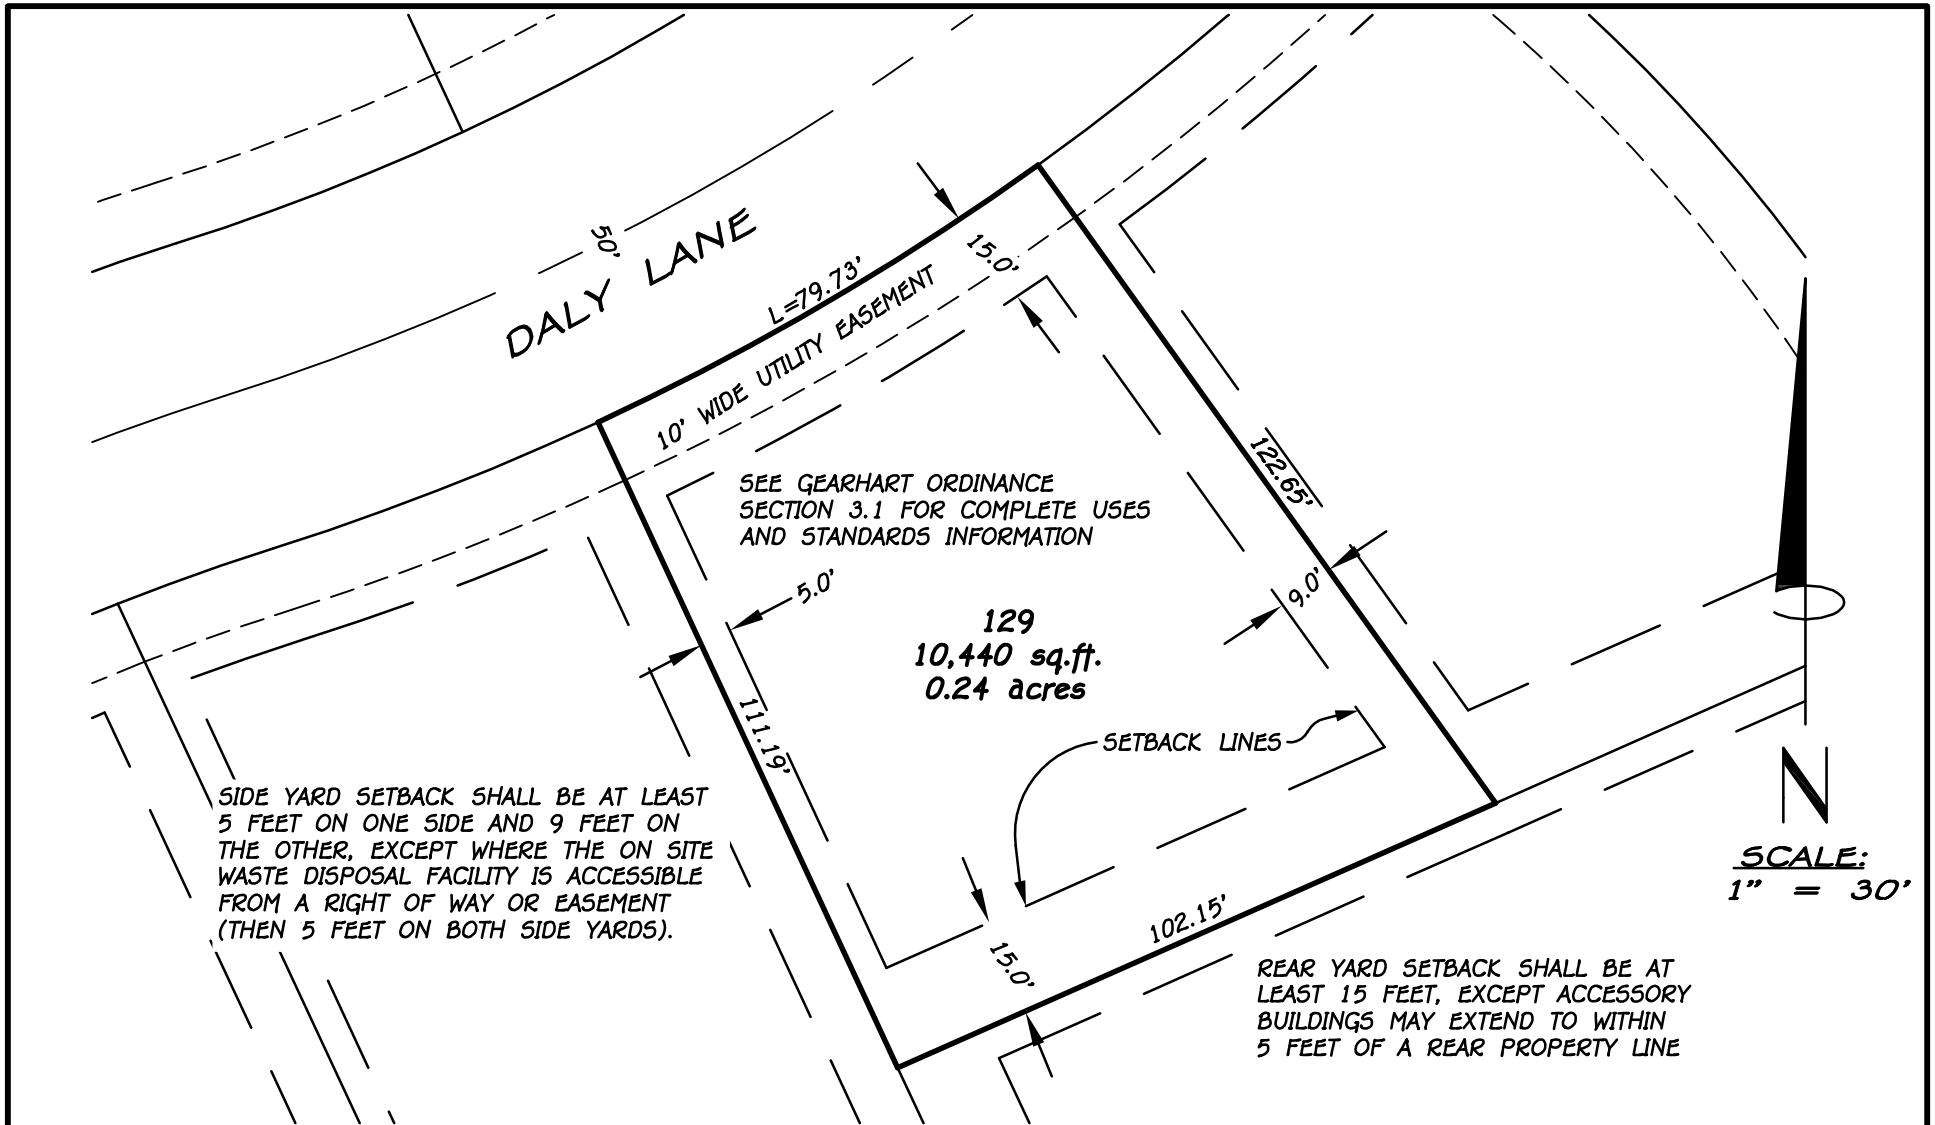 50'
DALY LANE
L=79.73'
15.0'
10' WIDE UTILITY EASEMENT
122.65'
SEE GEARHART ORDINANCE
SECTION 3.1 FOR COMPLETE USES
AND STANDARDS INFORMATION
5.0'
9.0'
129
10,440 sq.ft.
0.24 acres
111.19'
SETBACK LINES
SIDE YARD SETBACK SHALL BE AT LEAST
5 FEET ON ONE SIDE AND 9 FEET ON
THE OTHER, EXCEPT WHERE THE ON SITE
WASTE DISPOSAL FACILITY IS ACCESSIBLE
FROM A RIGHT OF WAY OR EASEMENT
(THEN 5 FEET ON BOTH SIDE YARDS).
N
SCALE:
1" = 30'
102.15'
15.0'
REAR YARD SETBACK SHALL BE AT
LEAST 15 FEET, EXCEPT ACCESSORY
BUILDINGS MAY EXTEND TO WITHIN
5 FEET OF A REAR PROPERTY LINE